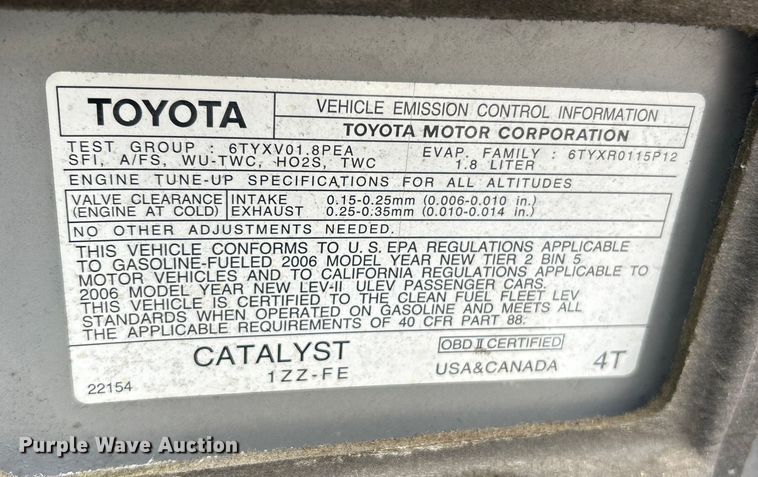 TOYOTA
VEHICLE EMISSION CONTROL INFORMATION
TOYOTA MOTOR CORPORATION
TEST GROUP : 6TYXV01.8PEA EVAP. FAMILY : 6TYXR0115P12
SFI, A/FS, WU-TWC, HO2S, TWC 1.8 LITER
ENGINE TUNE-UP SPECIFICATIONS FOR ALL ALTITUDES
VALVE CLEARANCE INTAKE 0.15-0.25mm (0.006-0.010 in.)
(ENGINE AT COLD) EXHAUST 0.25-0.35mm (0.010-0.014 in.)
NO OTHER ADJUSTMENTS NEEDED.
THIS VEHICLE CONFORMS TO U.S. EPA REGULATIONS APPLICABLE
TO GASOLINE-FUELED 2006 MODEL YEAR NEW TIER 2 BIN 5
MOTOR VEHICLES AND TO CALIFORNIA REGULATIONS APPLICABLE TO
2006 MODEL YEAR NEW LEV-II ULEV PASSENGER CARS.
THIS VEHICLE IS CERTIFIED TO THE CLEAN FUEL FLEET LEV
STANDARDS WHEN OPERATED ON GASOLINE AND MEETS ALL
THE APPLICABLE REQUIREMENTS OF 40 CFR PART 88.
CATALYST OBD II CERTIFIED
22154 1ZZ-FE USA&CANADA 4T
Purple Wave Auction
Purple Wave Auction